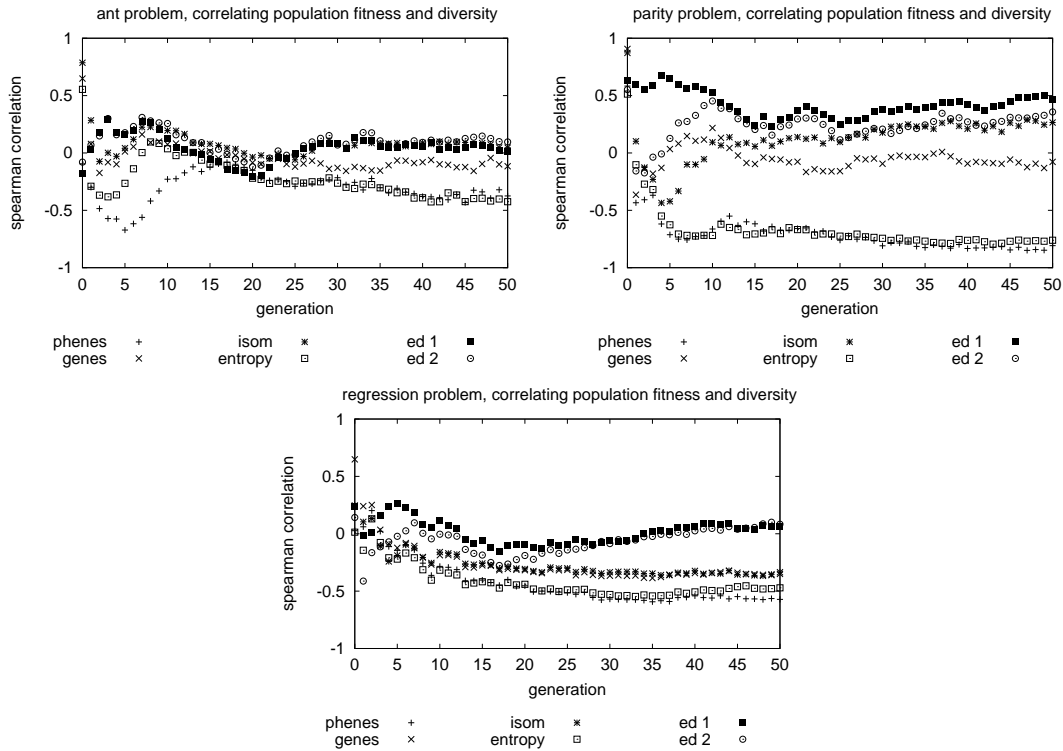 ant problem, correlating population fitness and diversity
1
0.5
0
-0.5
-1
spearman correlation
0 5 10 15 20 25 30 35 40 45 50
generation
phenes isom ed 1
genes entropy ed 2
parity problem, correlating population fitness and diversity
1
0.5
0
-0.5
-1
spearman correlation
0 5 10 15 20 25 30 35 40 45 50
generation
phenes isom ed 1
genes entropy ed 2
regression problem, correlating population fitness and diversity
1
0.5
0
-0.5
-1
spearman correlation
0 5 10 15 20 25 30 35 40 45 50
generation
phenes isom ed 1
genes entropy ed 2